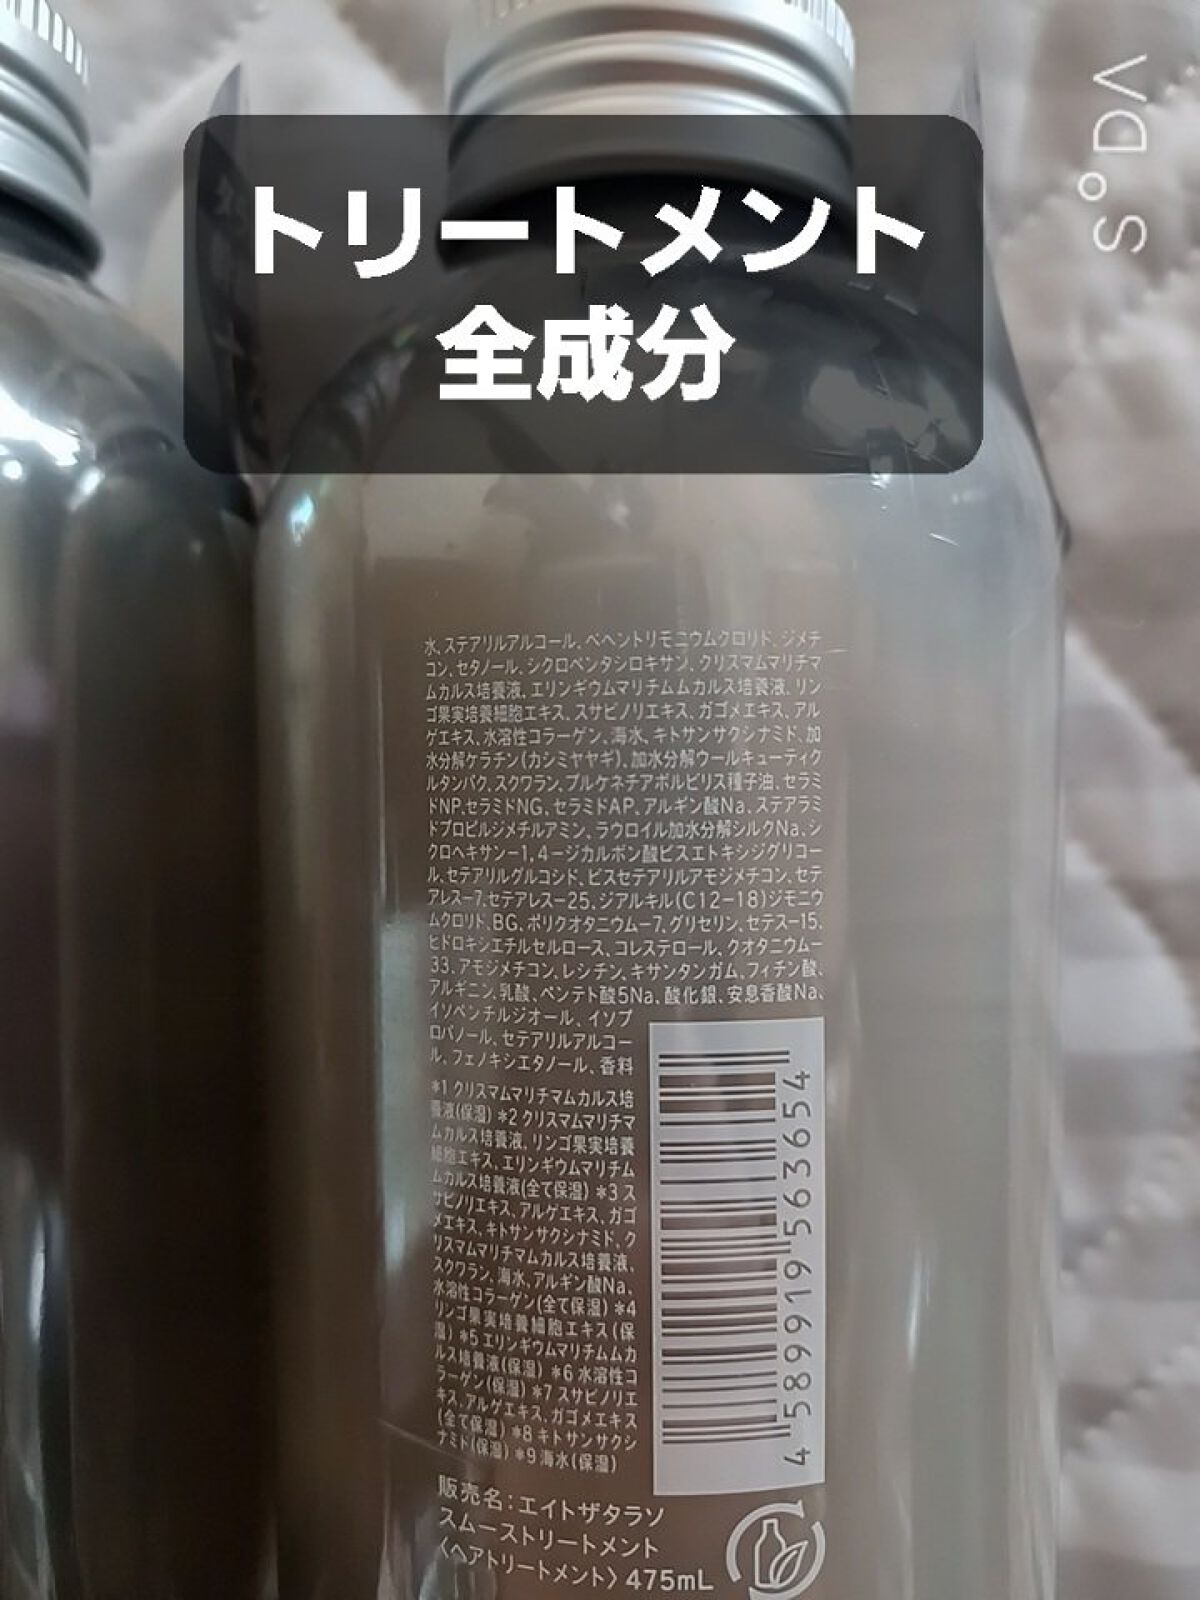 トリートメント
全成分
水、ステアリルアルコール、ベヘントリモニウムクロリド、ジメチ
コン、セタノール、シクロペンタシロキサン、クリスマムマリチマ
ムカルス培養液、エリンギウムマリチムムカルス培養液、リン
ゴ果実培養細胞エキス、スサビノリエキス、ガゴメエキス、アル
ゲエキス、水溶性コラーゲン、海水、キトサンサクシナミド、加
水分解ケラチン(カシミヤヤギ)、加水分解ウールキューティク
ルタンパク、スクワラン、プルケネチアボルビリス種子油、セラミ
ドNP、セラミドNG、セラミドAP、アルギン酸Na、ステアラミ
ドプロピルジメチルアミン、ラウロイル加水分解シルクNa、シ
クロヘキサン-1,4-ジカルボン酸ビスエトキシジグリコー
ル、セテアリルグルコシド、ビスセテアリルアモジメチコン、セテ
アレス-7、セテアレス-25、ジアルキル(C12-18)ジモニウ
ムクロリド、BG、ポリクオタニウム-7、グリセリン、セテス-15、
ヒドロキシエチルセルロース、コレステロール、クオタニウム-
33、アモジメチコン、レシチン、キサンタンガム、フィチン酸、
アルギニン、乳酸、ペンテト酸5Na、酸化銀、安息香酸Na、
イソペンチルジオール、イソプ
ロパノール、セテアリルアルコー
ル、フェノキシエタノール、香料
*1 クリスマムマリチマムカルス培
養液(保湿) *2 クリスマムマリチマ
ムカルス培養液、リンゴ果実培養
細胞エキス、エリンギウムマリチム
ムカルス培養液(全て保湿) *3 ス
サビノリエキス、アルゲエキス、ガゴ
メエキス、キトサンサクシナミド、ク
リスマムマリチマムカルス培養液、
スクワラン、海水、アルギン酸Na、
水溶性コラーゲン(全て保湿) *4
リンゴ果実培養細胞エキス(保
湿) *5 エリンギウムマリチムムカ
ルス培養液(保湿) *6 水溶性コ
ラーゲン(保湿) *7 スサビノリエ
キス、アルゲエキス、ガゴメエキス
(全て保湿) *8 キトサンサクシ
ナミド(保湿) *9 海水(保湿)
販売名：エイトザタラソ
スムーストリートメント
〈ヘアトリートメント〉 475mL
4 589919 563654